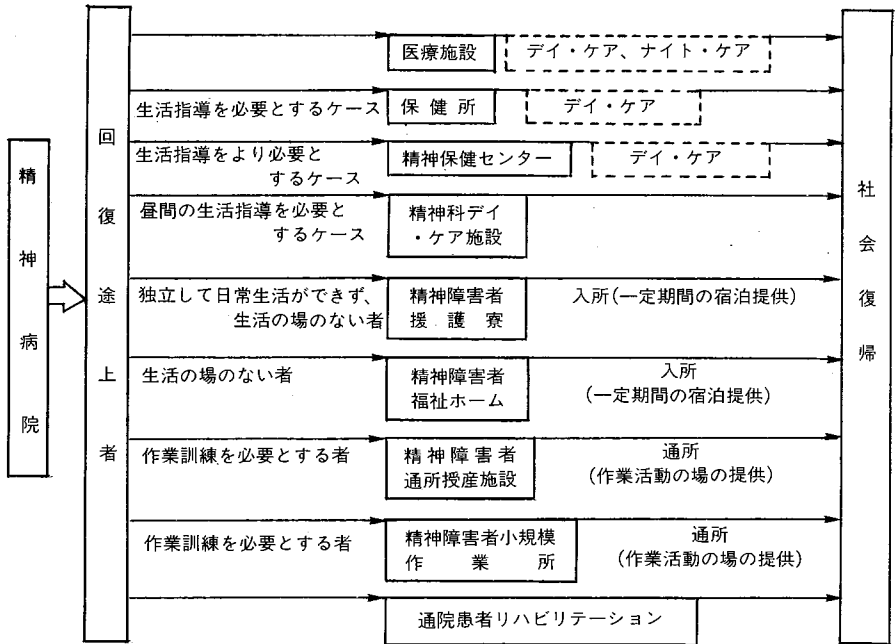 精神病院
回復途上者
医療施設
デイ・ケア、ナイト・ケア
生活指導を必要とするケース
保健所
デイ・ケア
生活指導をより必要と
するケース
精神保健センター
デイ・ケア
昼間の生活指導を必要と
するケース
精神科デイ
・ケア施設
独立して日常生活ができず、
生活の場のない者
精神障害者
援護寮
入所(一定期間の宿泊提供)
生活の場のない者
精神障害者
福祉ホーム
入所
(一定期間の宿泊提供)
作業訓練を必要とする者
精神障害者
通所授産施設
通所
(作業活動の場の提供)
作業訓練を必要とする者
精神障害者小規模
作業所
通所
(作業活動の場の提供)
通院患者リハビリテーション
社会復帰